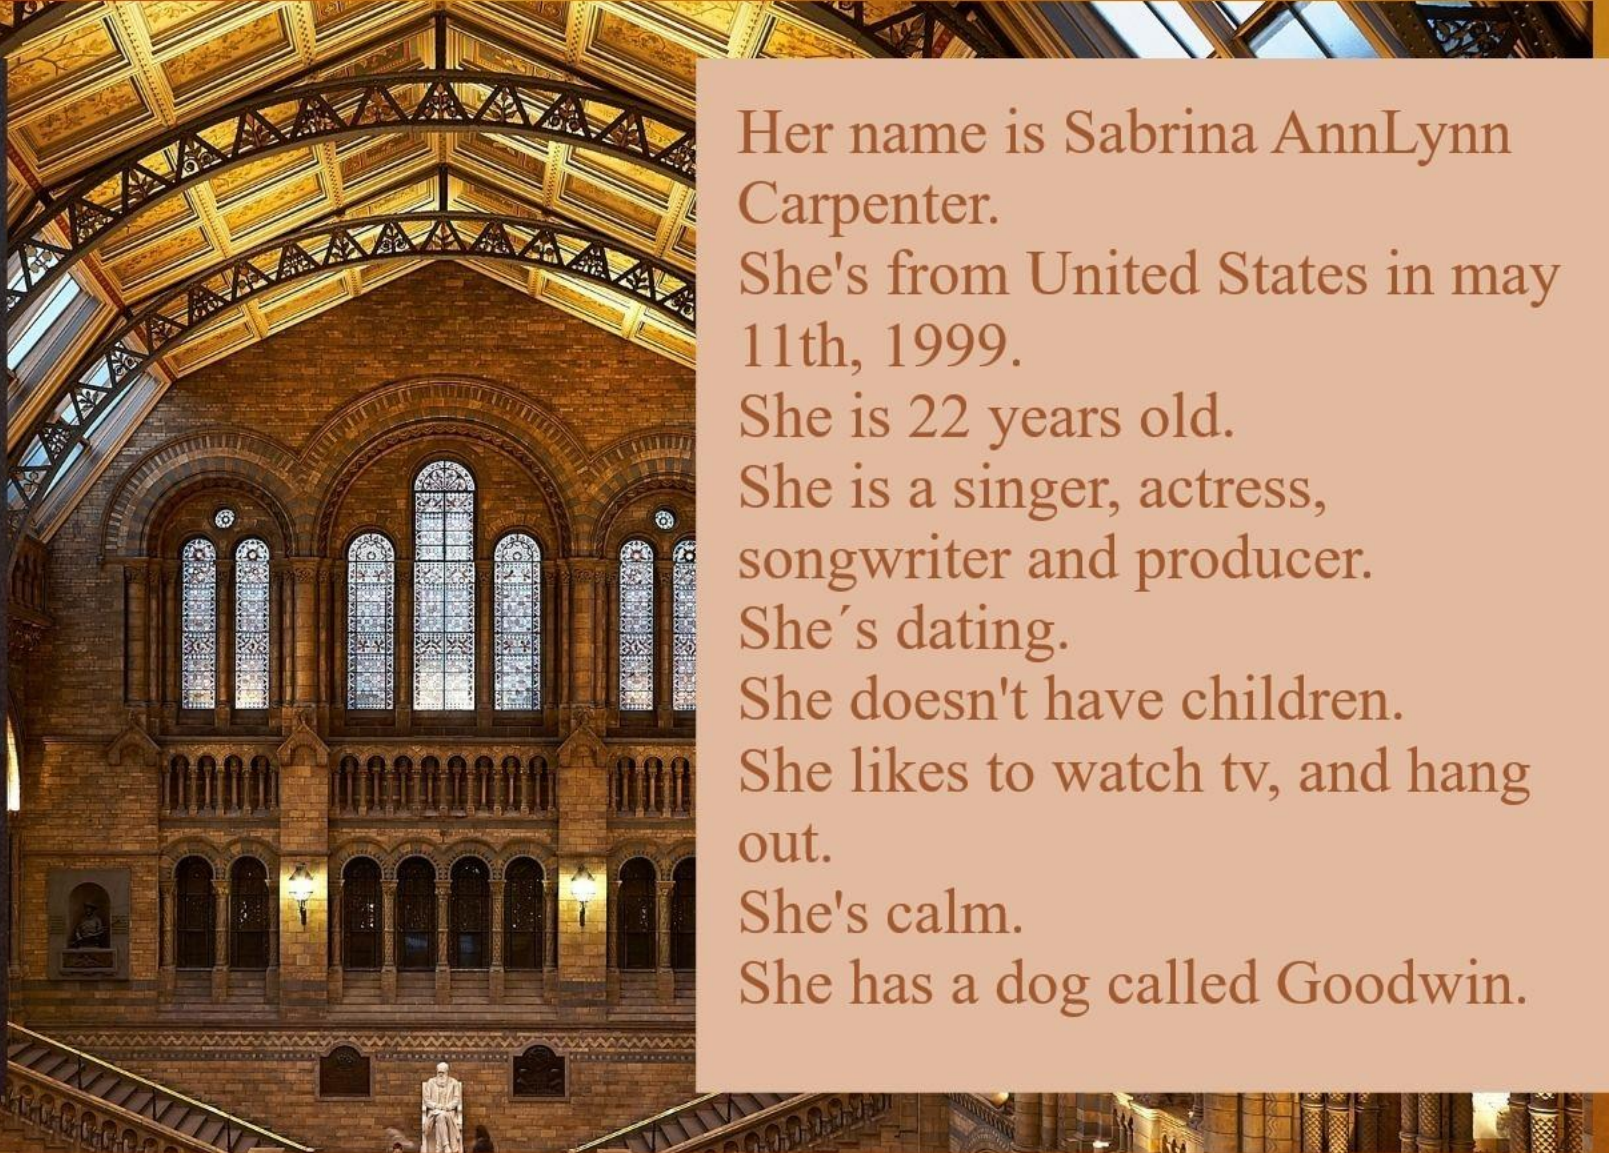 Her name is Sabrina AnnLynn
Carpenter.
She's from United States in may
11th, 1999.
She is 22 years old.
She is a singer, actress,
songwriter and producer.
She´s dating.
She doesn't have children.
She likes to watch tv, and hang
out.
She's calm.
She has a dog called Goodwin.